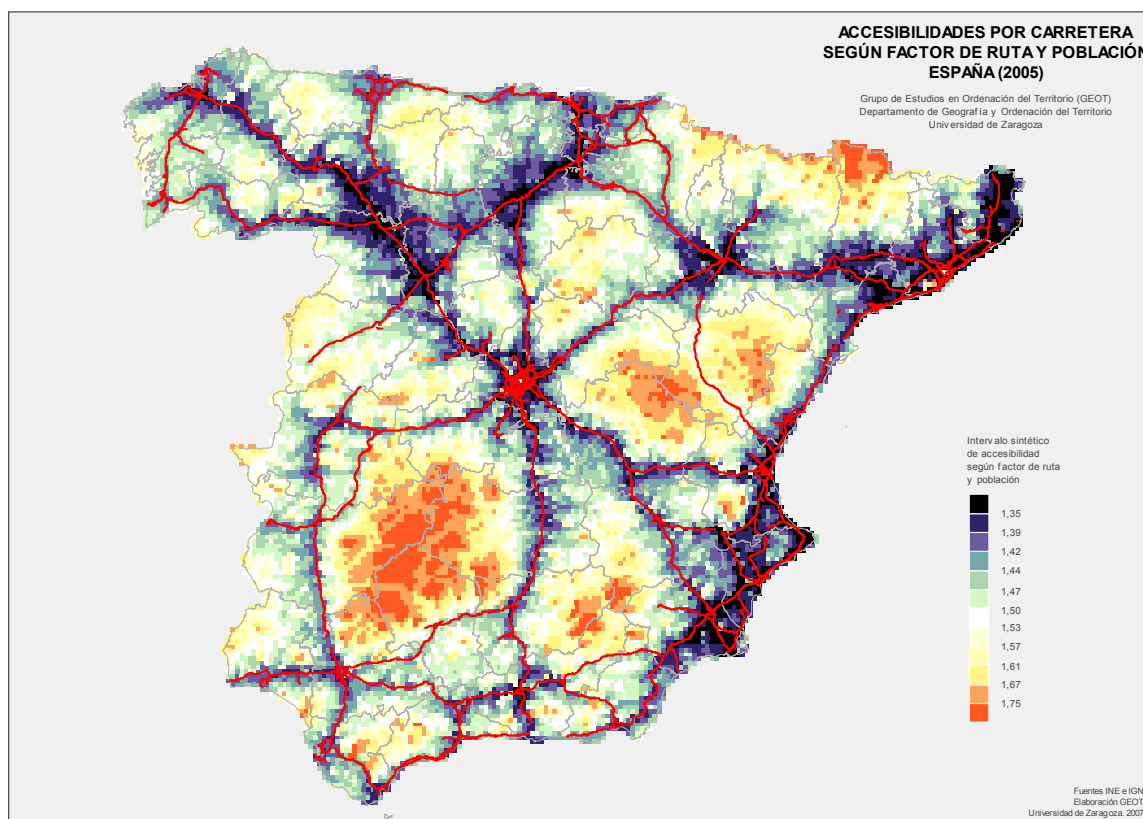 ACCESIBILIDADES POR CARRETERA
SEGÚN FACTOR DE RUTA Y POBLACIÓN
ESPAÑA (2005)
Grupo de Estudios en Ordenación del Territorio (GEOT)
Departamento de Geografía y Ordenación del Territorio
Universidad de Zaragoza
Intervalo sintético
de accesibilidad
según factor de ruta
y población
1,35
1,39
1,42
1,44
1,47
1,50
1,53
1,57
1,61
1,67
1,75
Fuentes INE e IGN
Elaboración GEOT
Universidad de Zaragoza. 2007